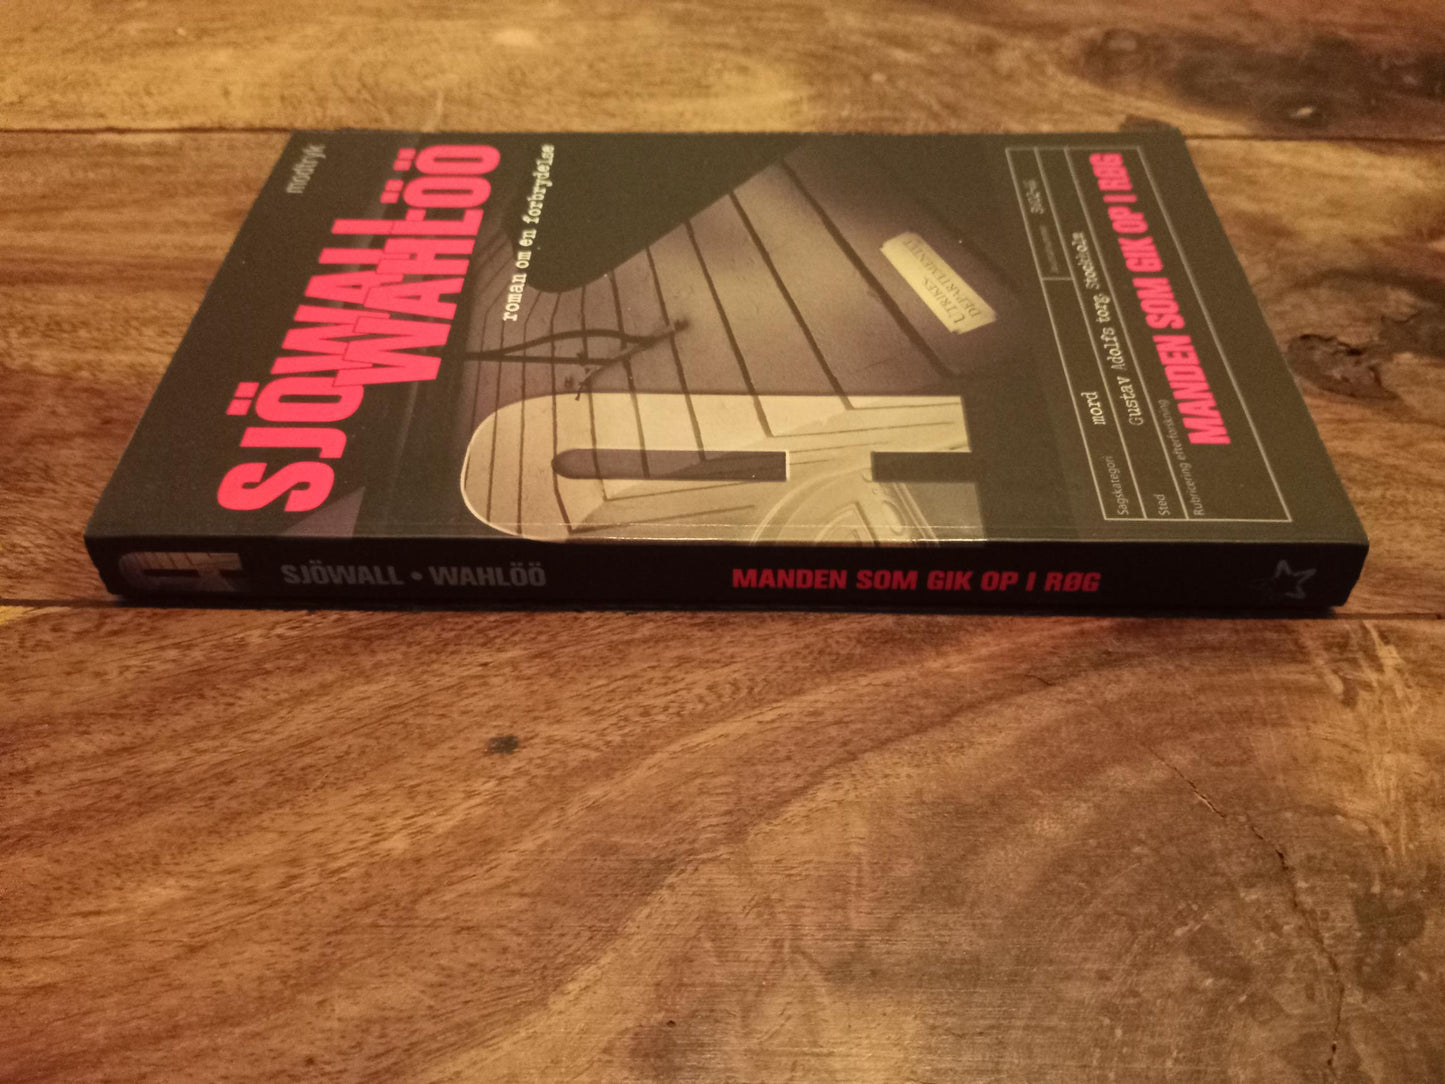 modtryk
SJÖWALL
WAHLÖÖ
roman om en forbrydelse
UTRIKES-
DEPARTEMENTET
Sagskategori mord
Sted Gustav Adolfs torg, Stockholm
Rubricering efterforskning
MANDEN SOM GIK OP I RØG
SJÖWALL • WAHLÖÖ
MANDEN SOM GIK OP I RØG